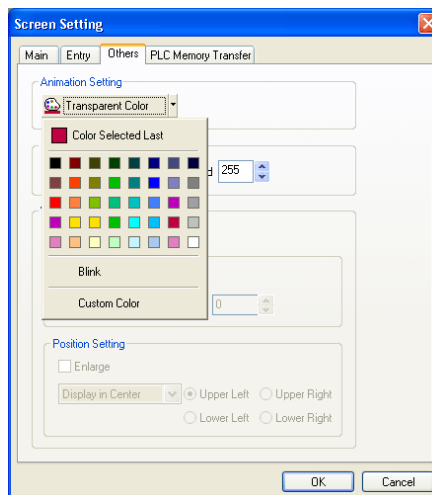 Screen Setting
Main Entry Others PLC Memory Transfer
Animation Setting
Transparent Color
Color Selected Last
255
Blink
Custom Color
0
Position Setting
Enlarge
Display in Center Upper Left Upper Right
Lower Left Lower Right
OK Cancel